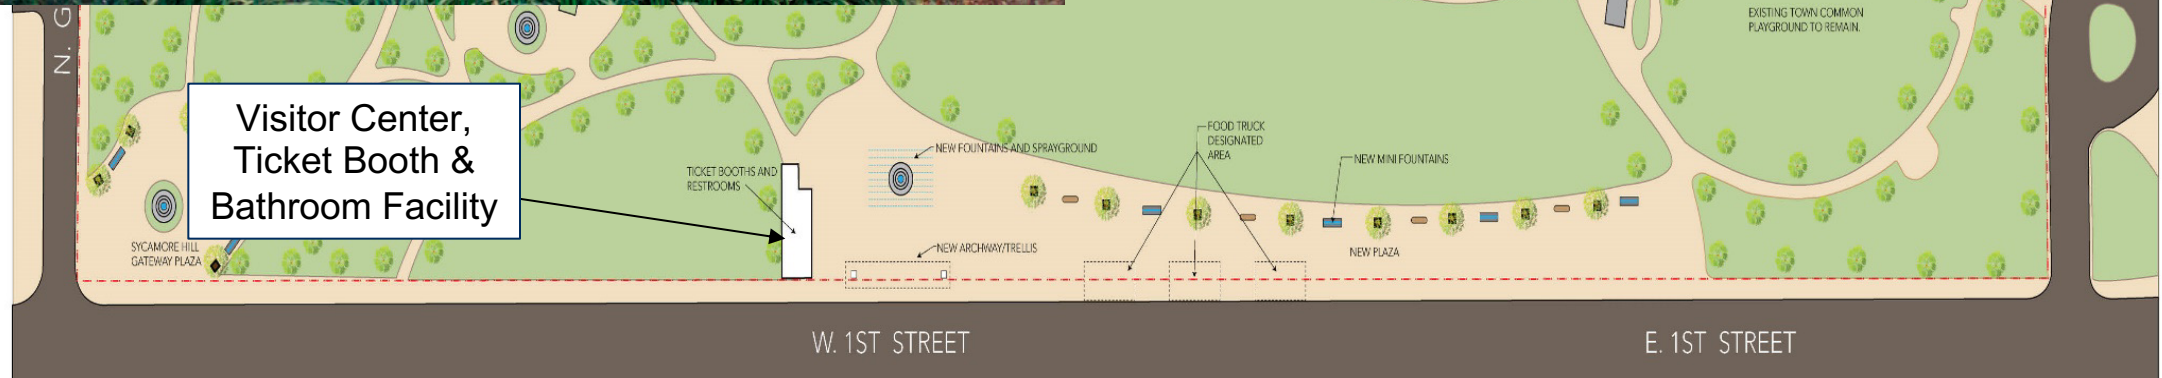 N. G
EXISTING TOWN COMMON
PLAYGROUND TO REMAIN.
Visitor Center,
Ticket Booth &
Bathroom Facility
FOOD TRUCK
DESIGNATED
AREA
NEW FOUNTAINS AND SPRAYGROUND
NEW MINI FOUNTAINS
TICKET BOOTHS AND
RESTROOMS
SYCAMORE HILL
GATEWAY PLAZA
NEW ARCHWAY/TRELLIS
NEW PLAZA
W. 1ST STREET
E. 1ST STREET